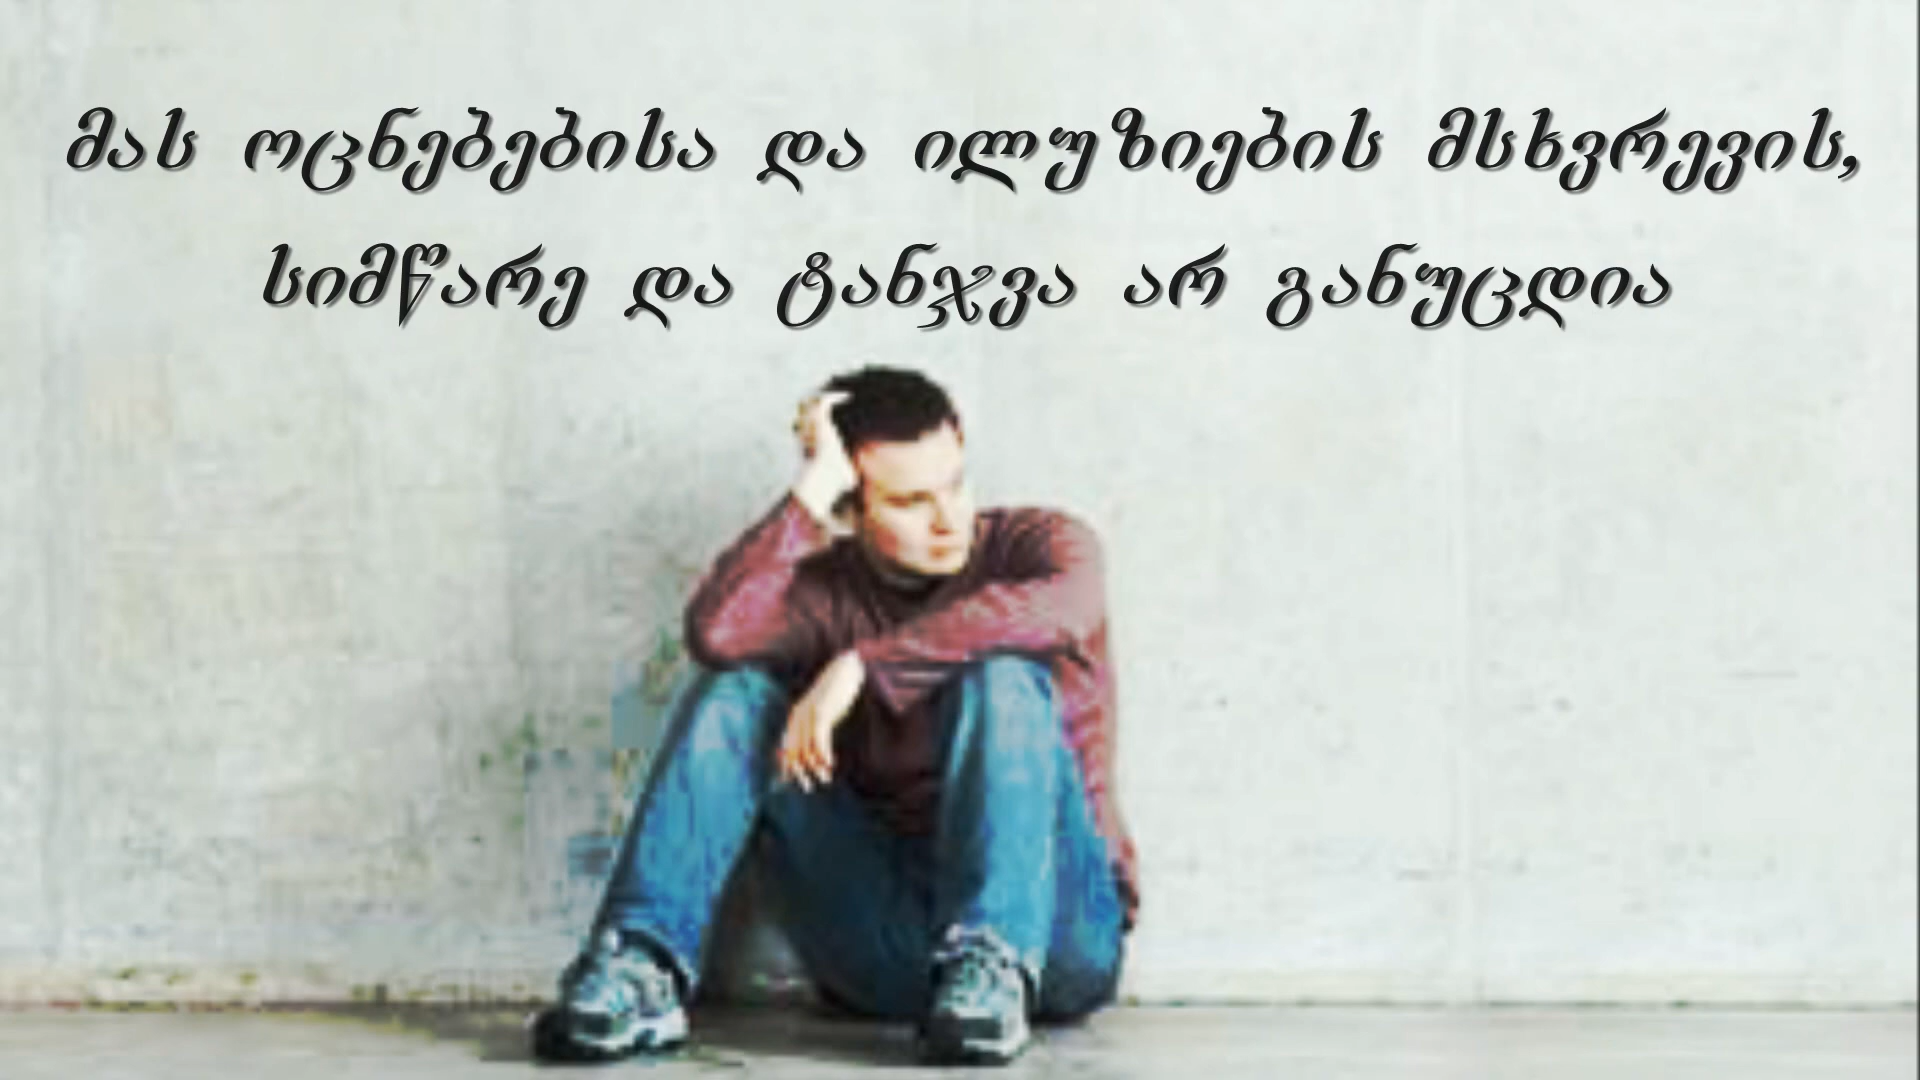 მას ოცნებებისა და ილუზიების მსხვრევის,
სიმწარე და ტანჯვა არ განუცდია